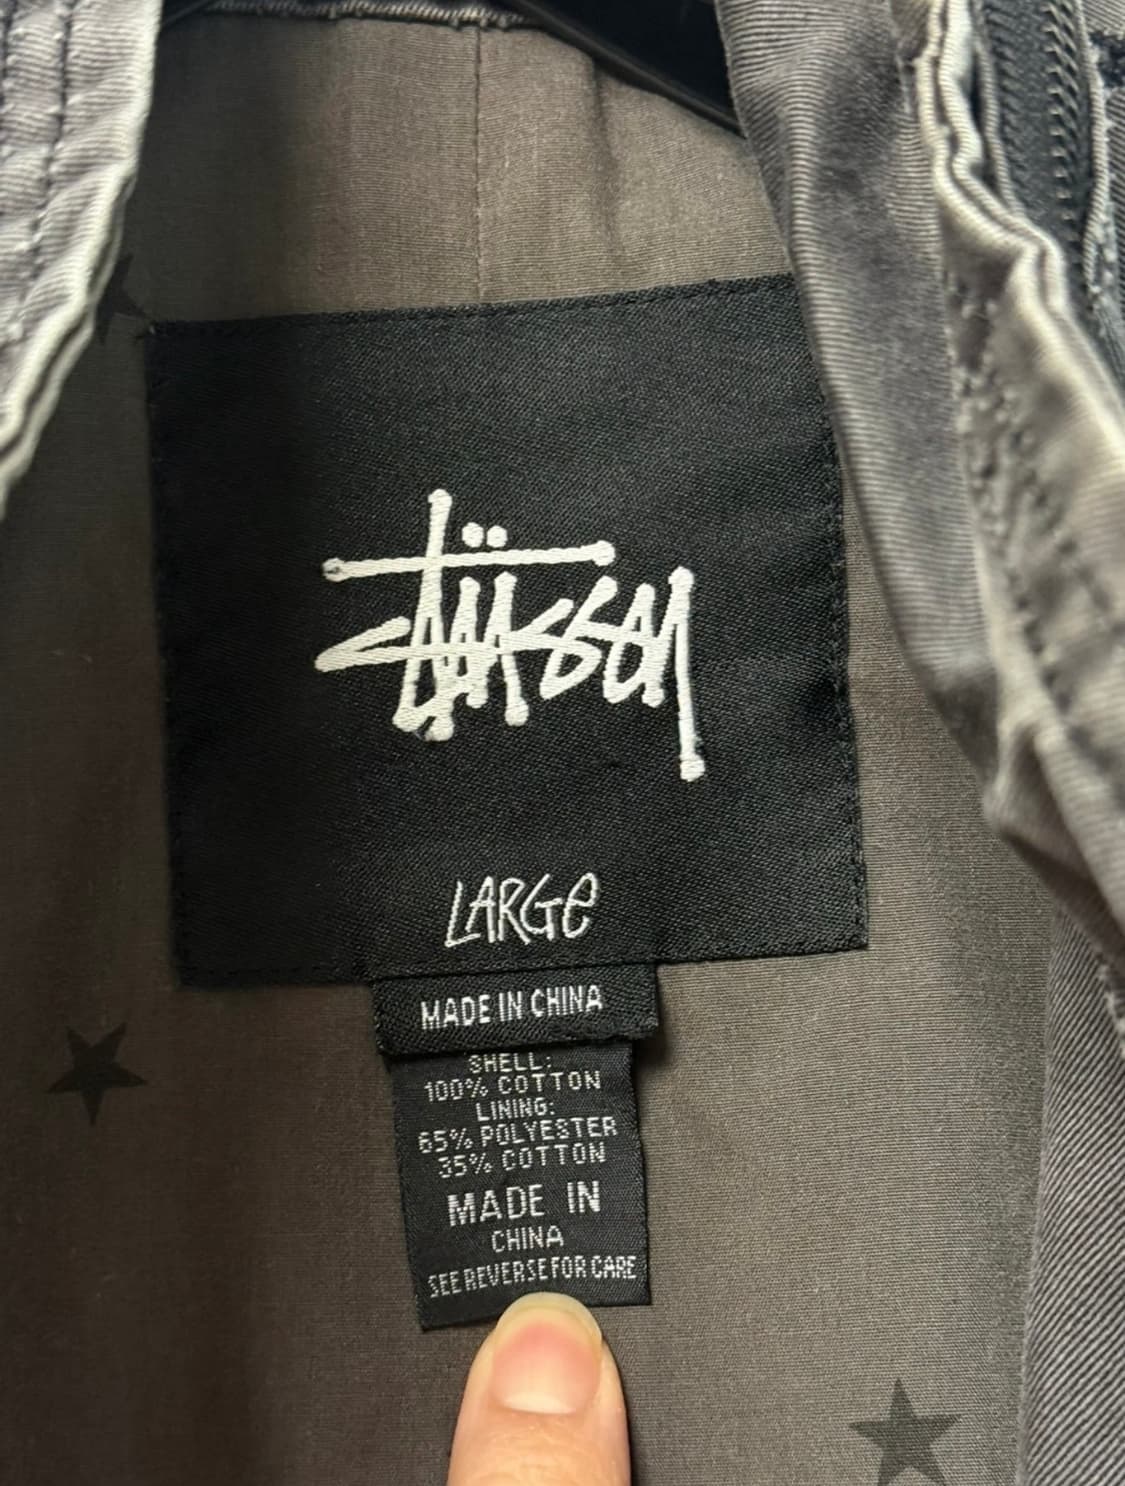 Stüssy
LARGE
MADE IN CHINA
SHELL:
100% COTTON
LINING:
65% POLYESTER
35% COTTON
MADE IN
CHINA
SEE REVERSE FOR CARE